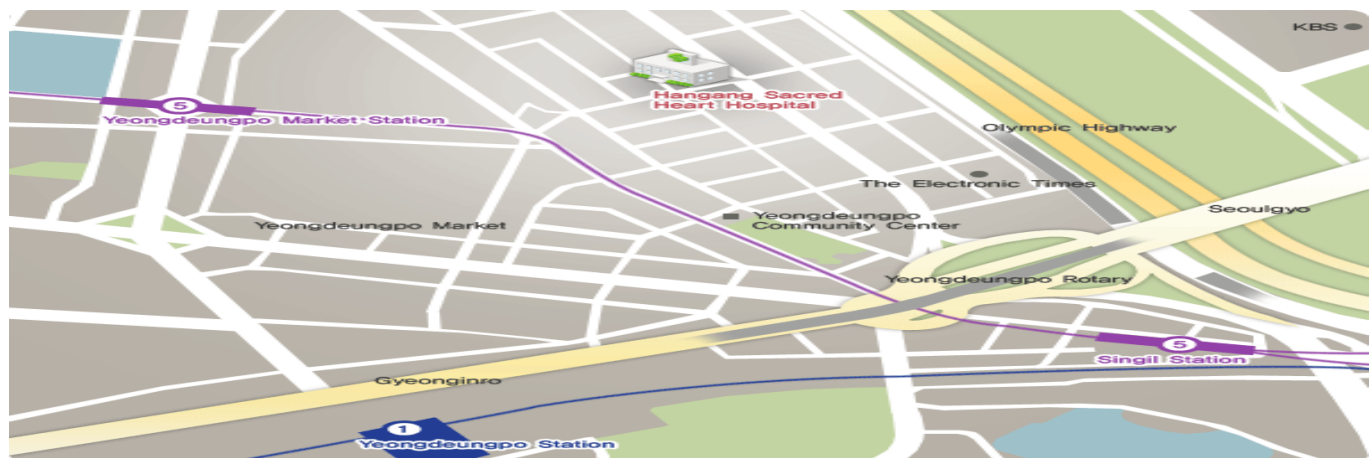 KBS
Hangang Sacred
Heart Hospital
5
Yeongdeungpo Market Station
Olympic Highway
The Electronic Times
Seoulgyo
Yeongdeungpo
Community Center
Yeongdeungpo Market
Yeongdeungpo Rotary
5
Singil Station
Gyeonginro
1
Yeongdeungpo Station